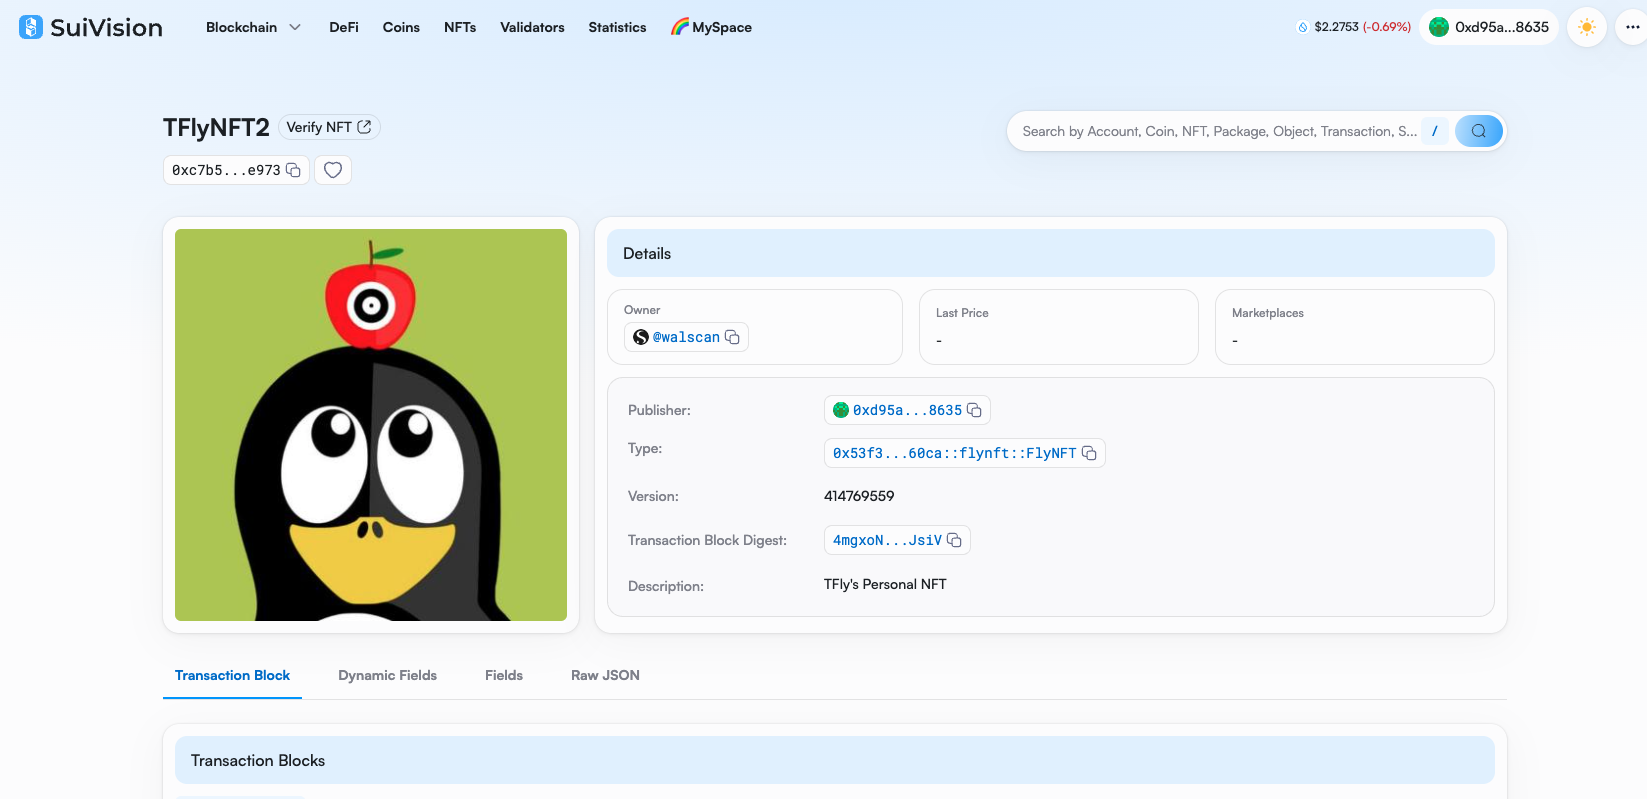 SuiVision
Blockchain DeFi Coins NFTs Validators Statistics MySpace
$2.2753 (-0.69%) 0xd95a...8635
TFlyNFT2 Verify NFT
Search by Account, Coin, NFT, Package, Object, Transaction, S... /
0xc7b5...e973
Details
Owner
@walscan
Last Price
-
Marketplaces
-
Publisher: 0xd95a...8635
Type: 0x53f3...60ca::flynft::FlyNFT
Version: 414769559
Transaction Block Digest: 4mgxoN...JsiV
Description: TFly's Personal NFT
Transaction Block Dynamic Fields Fields Raw JSON
Transaction Blocks